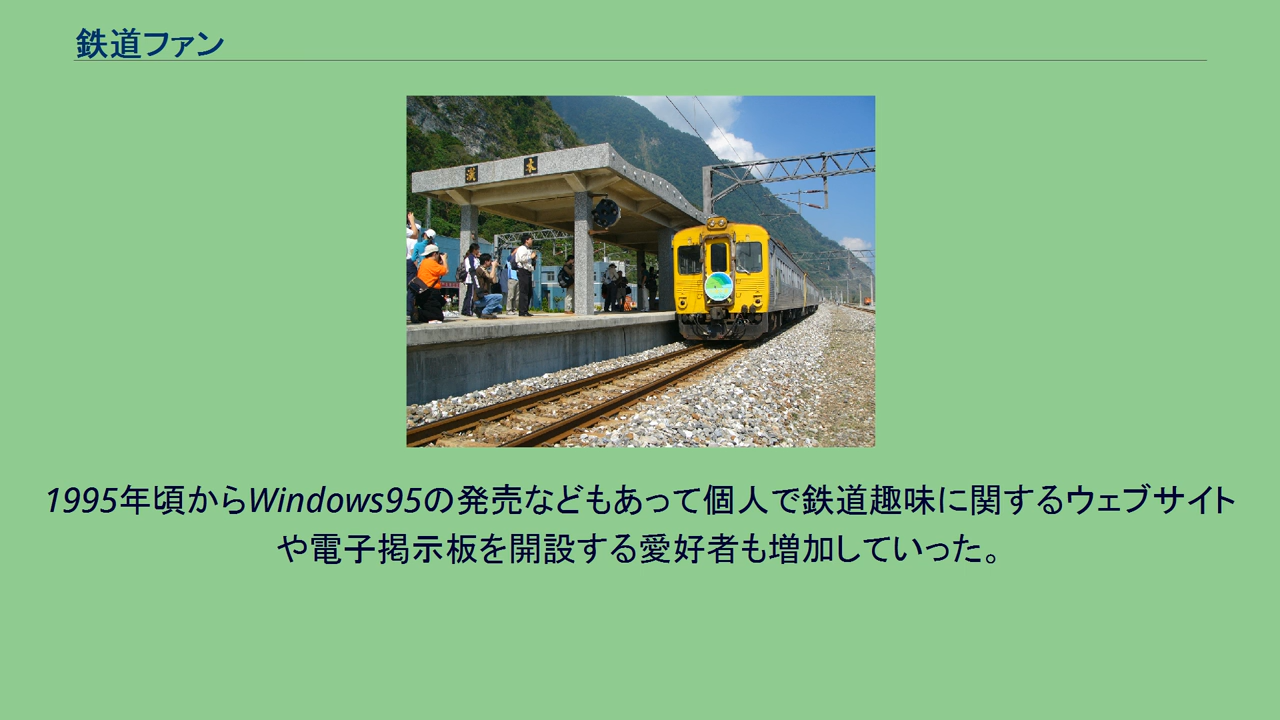 鉄道ファン
漢 本
1995年頃からWindows95の発売などもあって個人で鉄道趣味に関するウェブサイト
や電子掲示板を開設する愛好者も増加していった。